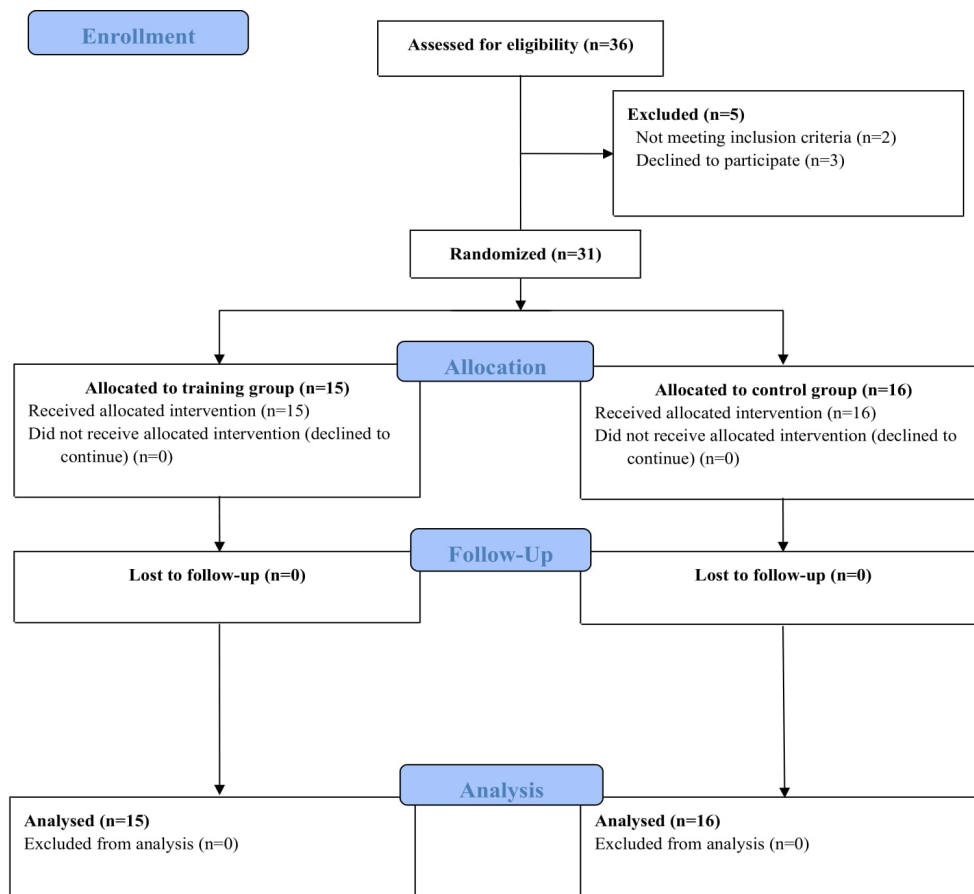 Enrollment
Assessed for eligibility (n=36)
Excluded (n=5)
Not meeting inclusion criteria (n=2)
Declined to participate (n=3)
Randomized (n=31)
Allocation
Allocated to training group (n=15)
Received allocated intervention (n=15)
Did not receive allocated intervention (declined to
continue) (n=0)
Allocated to control group (n=16)
Received allocated intervention (n=16)
Did not receive allocated intervention (declined to
continue) (n=0)
Follow-Up
Lost to follow-up (n=0)
Lost to follow-up (n=0)
Analysis
Analysed (n=15)
Excluded from analysis (n=0)
Analysed (n=16)
Excluded from analysis (n=0)